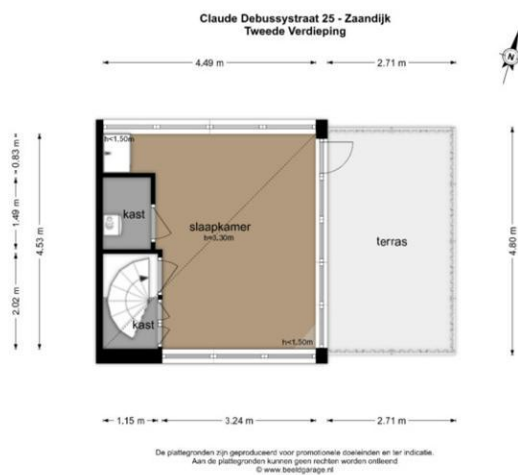 Claude Debussystraat 25 - Zaandijk
Tweede Verdieping
4.49 m
2.71 m
N
h<1,50m
0.83 m
1.49 m
4.53 m
2.02 m
kast
slaapkamer
h=3,30m
terras
4.80 m
kast
h<1,50m
1.15 m
3.24 m
2.71 m
De plattegronden zijn geproduceerd voor promotionele doeleinden en ter indicatie.
Aan de plattegronden kunnen geen rechten worden ontleend
© www.beeldgarage.nl